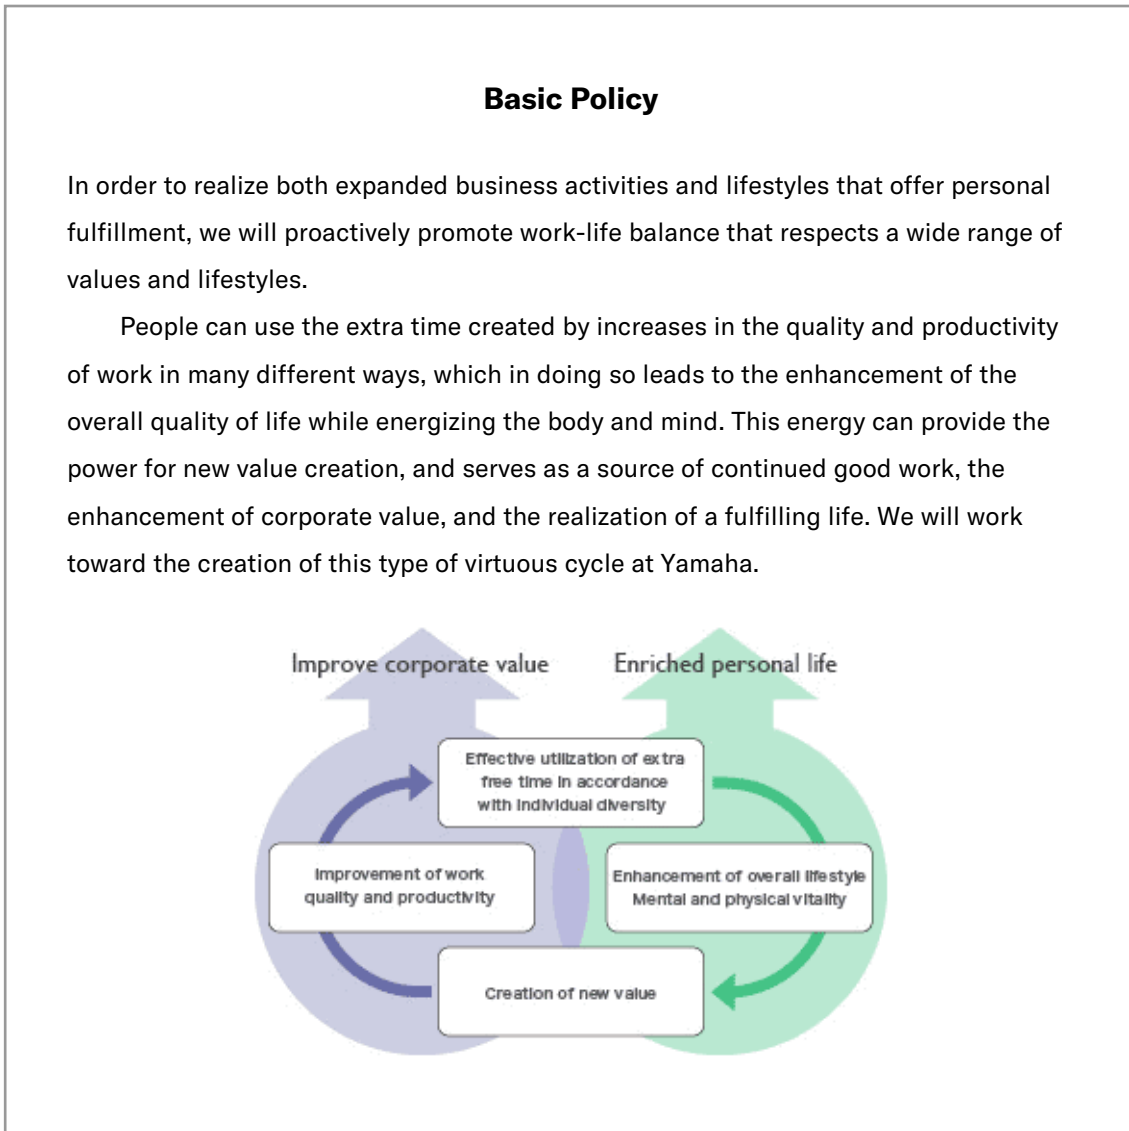 Basic Policy
In order to realize both expanded business activities and lifestyles that offer personal
fulfillment, we will proactively promote work-life balance that respects a wide range of
values and lifestyles.
People can use the extra time created by increases in the quality and productivity
of work in many different ways, which in doing so leads to the enhancement of the
overall quality of life while energizing the body and mind. This energy can provide the
power for new value creation, and serves as a source of continued good work, the
enhancement of corporate value, and the realization of a fulfilling life. We will work
toward the creation of this type of virtuous cycle at Yamaha.
Improve corporate value
Enriched personal life
Effective utilization of extra
free time in accordance
with individual diversity
Improvement of work
quality and productivity
Enhancement of overall lifestyle
Mental and physical vitality
Creation of new value